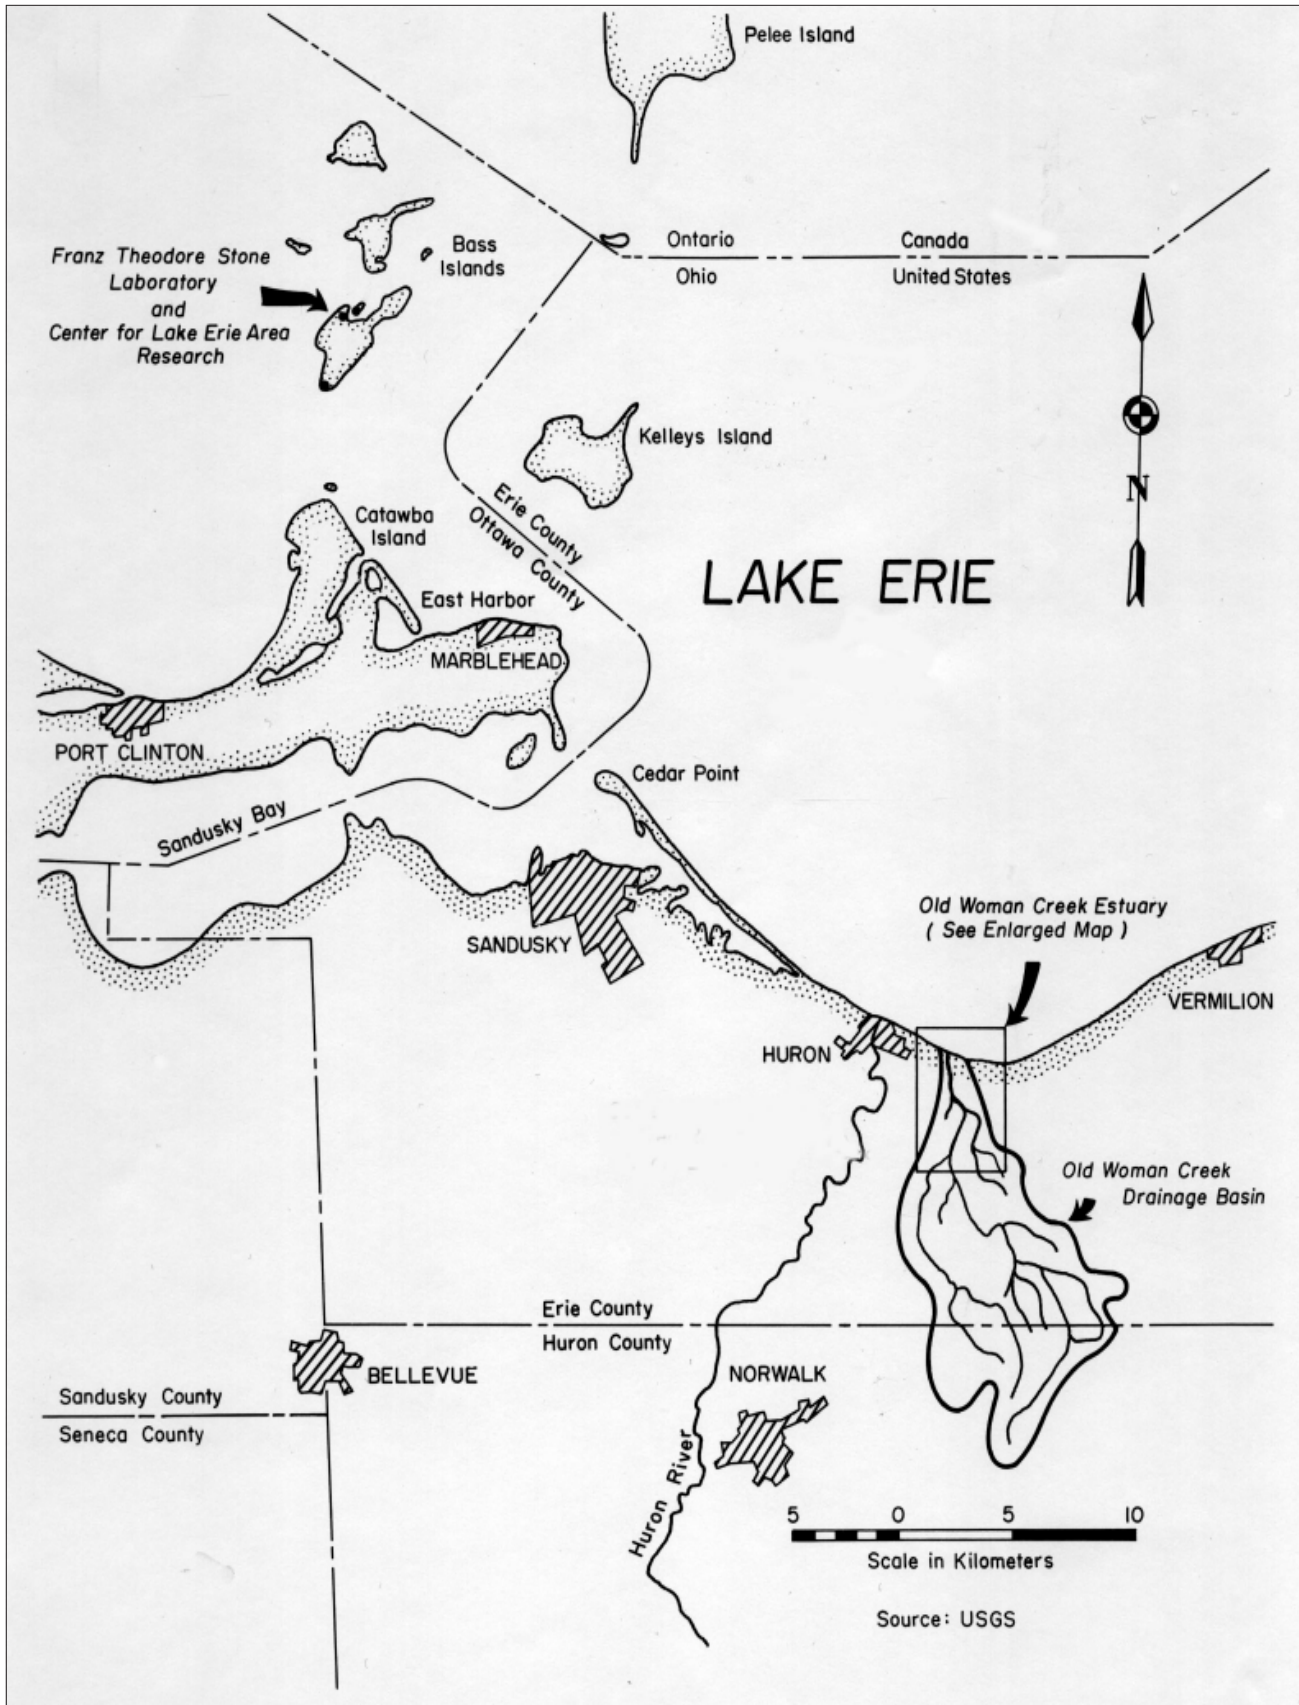 Pelee Island
Ontario
Canada
Ohio
United States
Bass
Islands
Franz Theodore Stone
Laboratory
and
Center for Lake Erie Area
Research
Kelleys Island
N
Erie County
Ottawa County
Catawba
Island
LAKE ERIE
East Harbor
MARBLEHEAD
PORT CLINTON
Cedar Point
Sandusky Bay
SANDUSKY
Old Woman Creek Estuary
( See Enlarged Map )
VERMILION
HURON
Old Woman Creek
Drainage Basin
Erie County
Huron County
BELLEVUE
NORWALK
Sandusky County
Seneca County
Huron River
5 0 5 10
Scale in Kilometers
Source: USGS